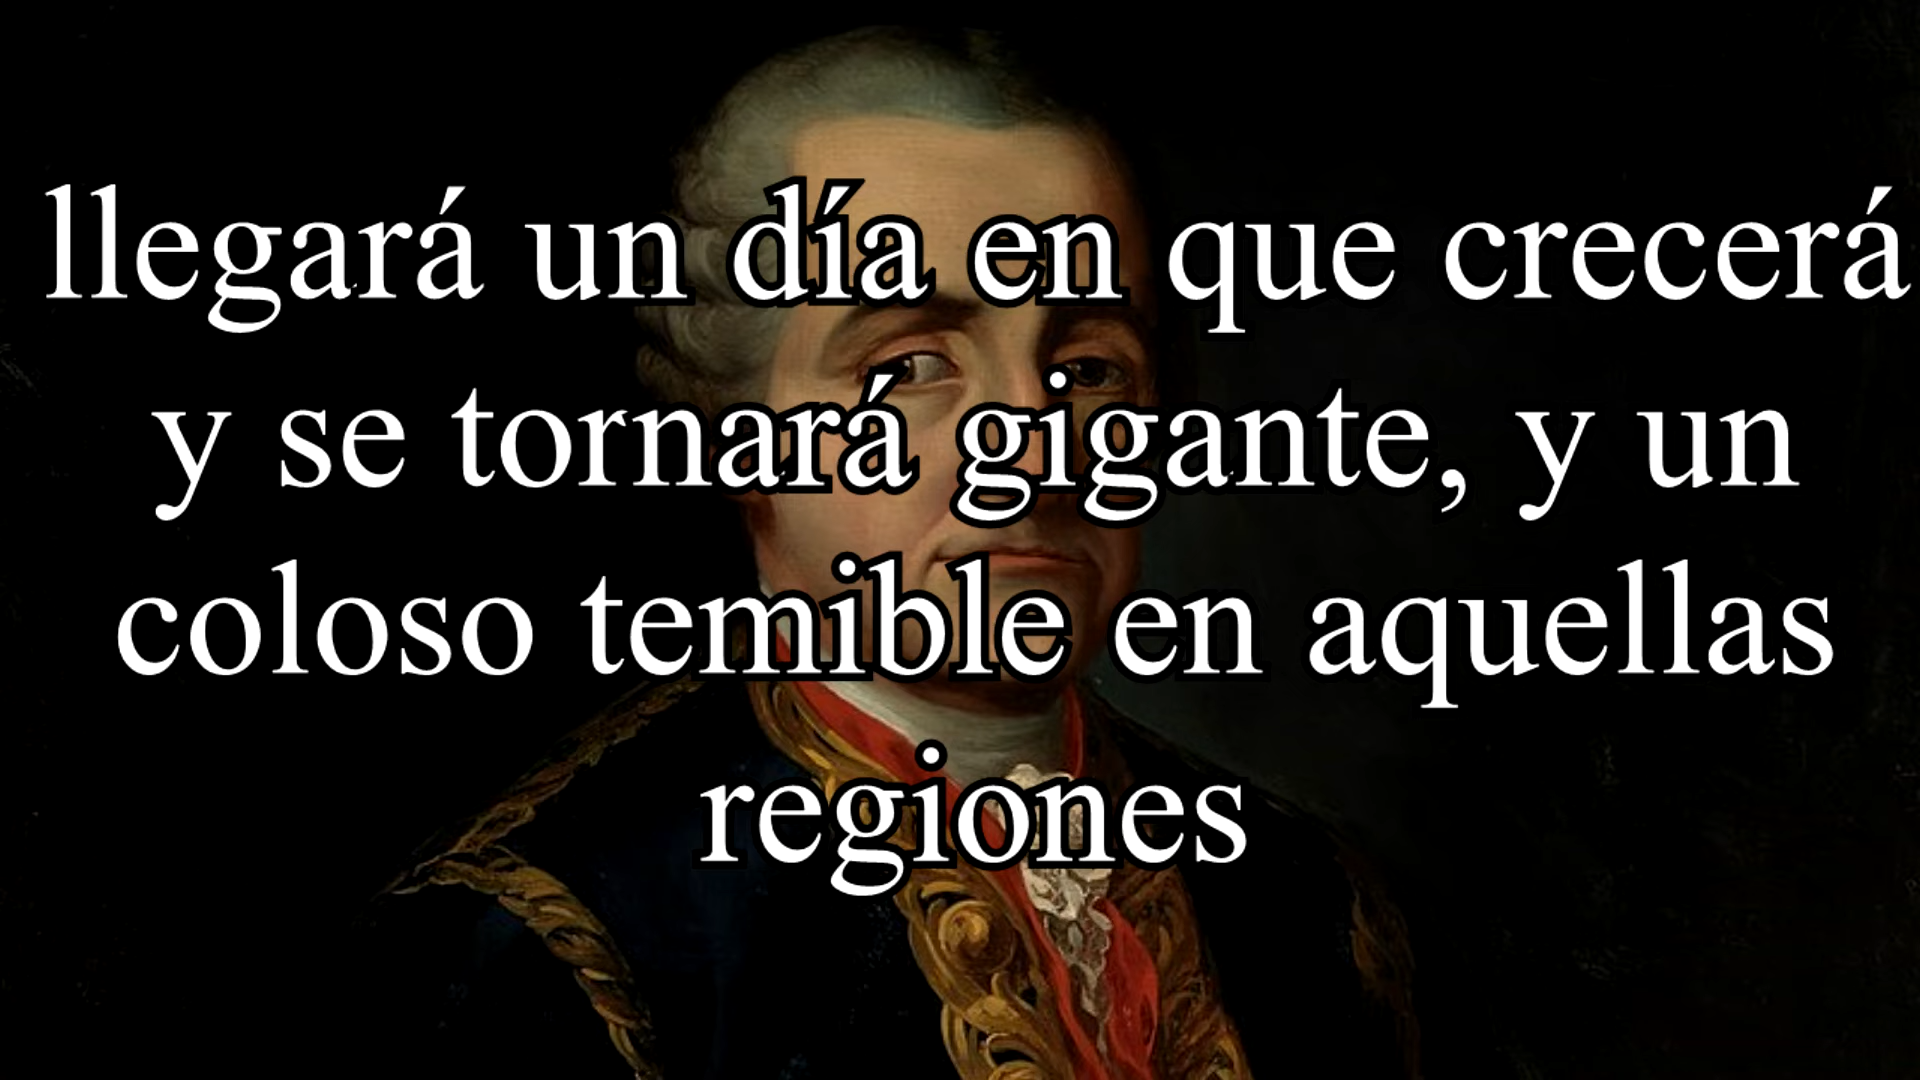 llegará un día en que crecerá
y se tornará gigante, y un
coloso temible en aquellas
regiones